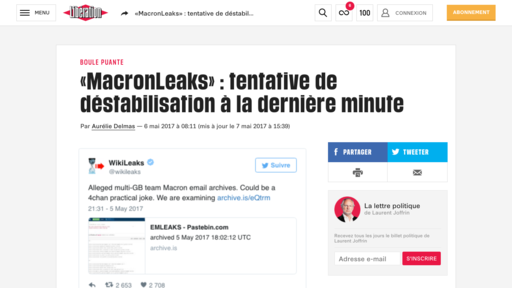 MENU
Libération
«MacronLeaks» : tentative de déstabil...
6
100
CONNEXION
ABONNEMENT
BOULE PUANTE
«MacronLeaks» : tentative de
déstabilisation à la dernière minute
Par Aurélie Delmas — 6 mai 2017 à 08:11 (mis à jour le 7 mai 2017 à 15:39)
WikiLeaks
@wikileaks
Suivre
Alleged multi-GB team Macron email archives. Could be a
4chan practical joke. We are examining archive.is/eQtrm
21:31 - 5 May 2017
EMLEAKS - Pastebin.com
archived 5 May 2017 18:02:12 UTC
archive.is
2 653
2 708
PARTAGER
TWEETER
La lettre politique
de Laurent Joffrin
Recevez tous les jours le billet politique de
Laurent Joffrin.
Adresse e-mail
S'INSCRIRE